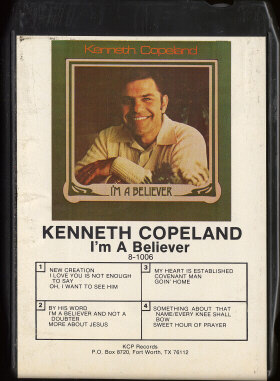 Kenneth Copeland
I'M A BELIEVER
KENNETH COPELAND
I'm A Believer
8-1006
1
NEW CREATION
I LOVE YOU IS NOT ENOUGH
TO SAY
OH, I WANT TO SEE HIM
2
BY HIS WORD
I'M A BELIEVER AND NOT A
DOUBTER
MORE ABOUT JESUS
3
MY HEART IS ESTABLISHED
COVENANT MAN
GOIN' HOME
4
SOMETHING ABOUT THAT
NAME/EVERY KNEE SHALL
BOW
SWEET HOUR OF PRAYER
KCP Records
P.O. Box 8720, Fort Worth, TX 76112